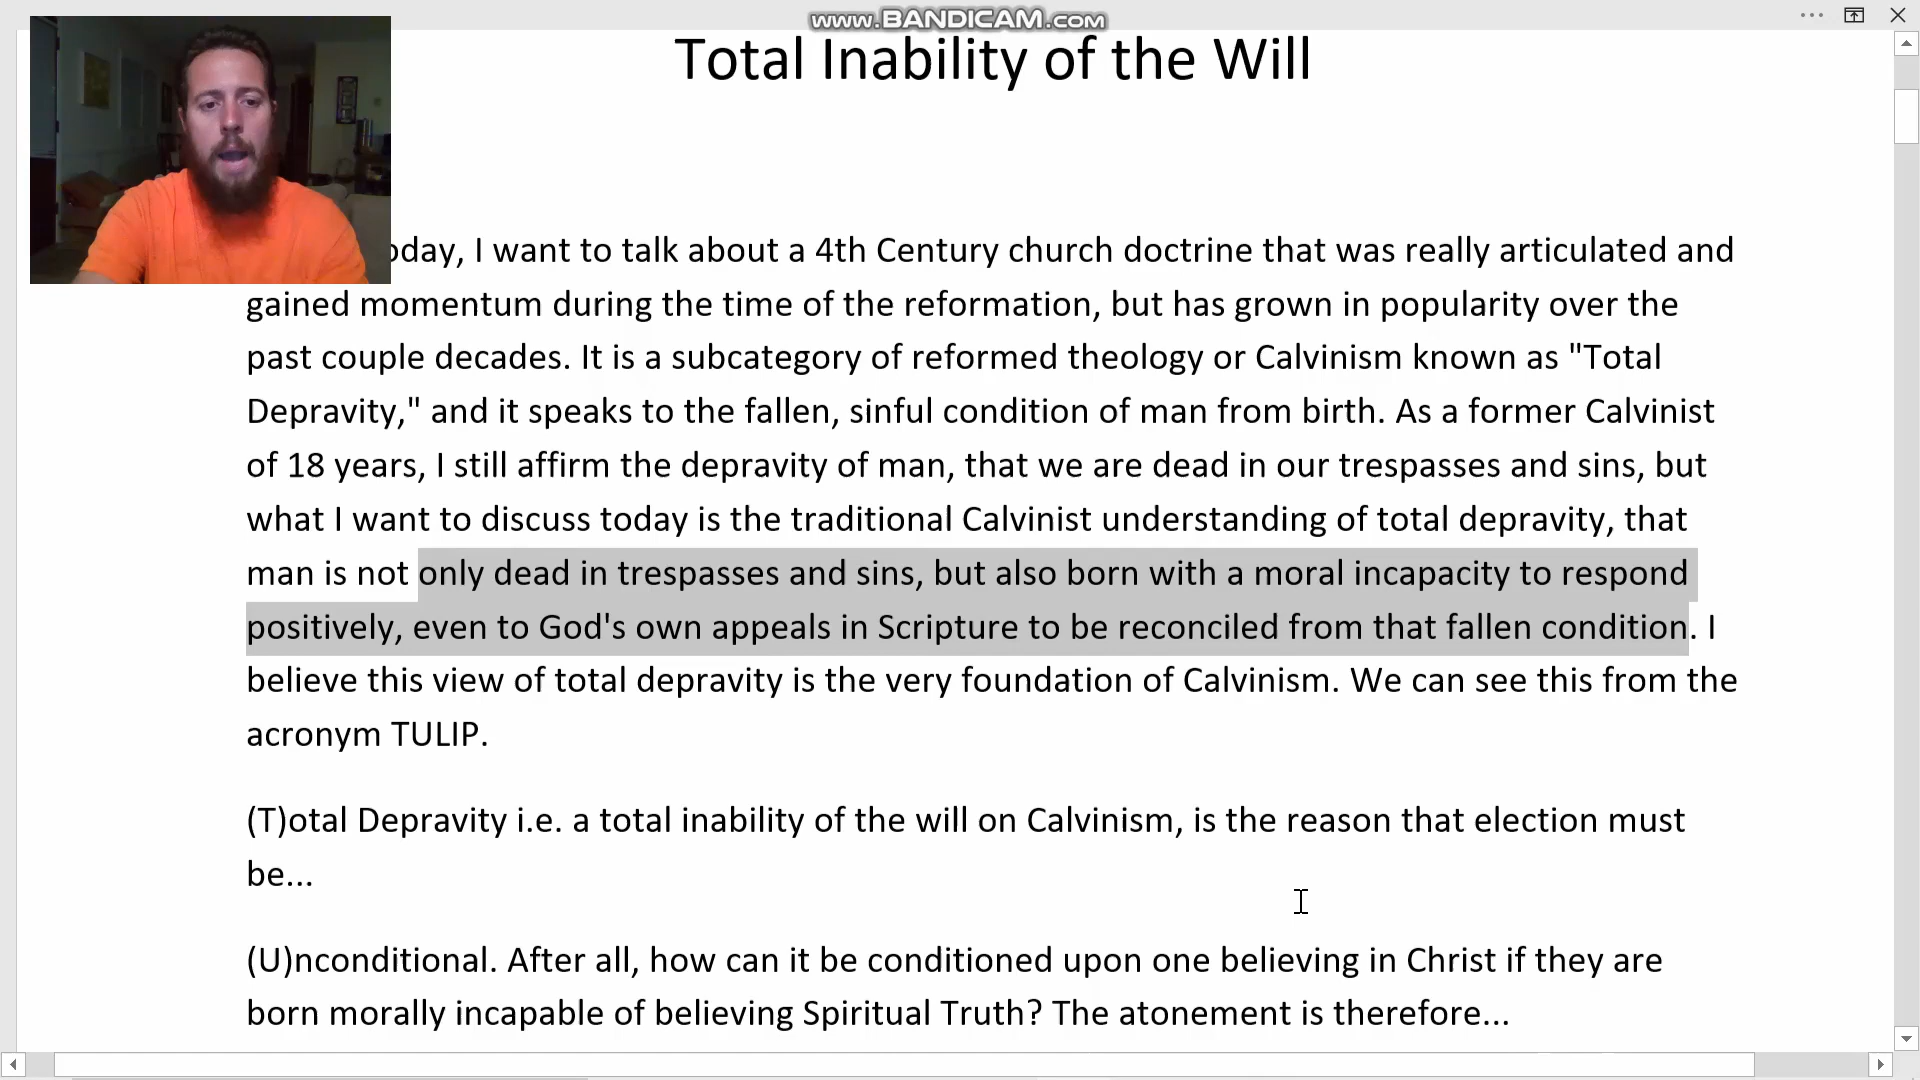 www.BANDICAM.com
Total Inability of the Will
oday, I want to talk about a 4th Century church doctrine that was really articulated and
gained momentum during the time of the reformation, but has grown in popularity over the
past couple decades. It is a subcategory of reformed theology or Calvinism known as "Total
Depravity," and it speaks to the fallen, sinful condition of man from birth. As a former Calvinist
of 18 years, I still affirm the depravity of man, that we are dead in our trespasses and sins, but
what I want to discuss today is the traditional Calvinist understanding of total depravity, that
man is not only dead in trespasses and sins, but also born with a moral incapacity to respond
positively, even to God's own appeals in Scripture to be reconciled from that fallen condition. I
believe this view of total depravity is the very foundation of Calvinism. We can see this from the
acronym TULIP.
(T)otal Depravity i.e. a total inability of the will on Calvinism, is the reason that election must
be...
(U)nconditional. After all, how can it be conditioned upon one believing in Christ if they are
born morally incapable of believing Spiritual Truth? The atonement is therefore...